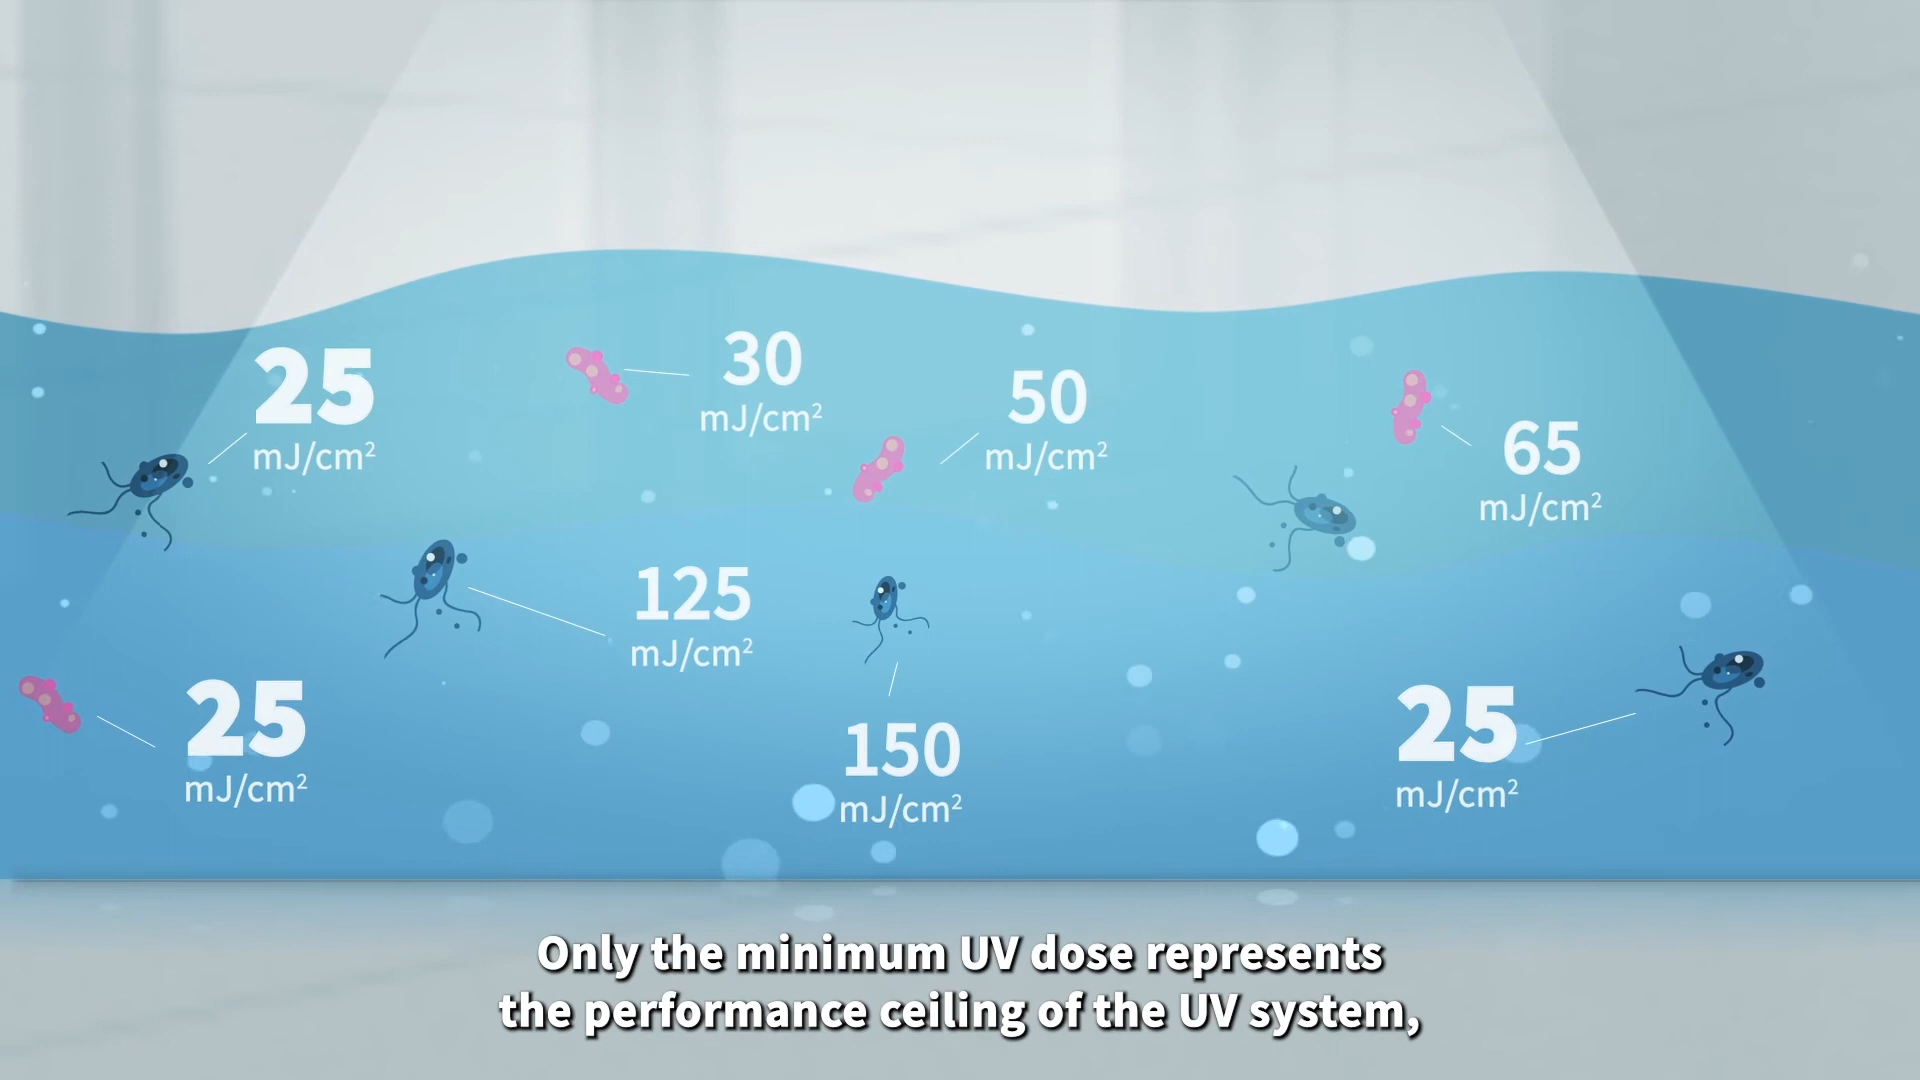 25
mJ/cm²
30
mJ/cm²
50
mJ/cm²
65
mJ/cm²
125
mJ/cm²
25
mJ/cm²
150
mJ/cm²
25
mJ/cm²
Only the minimum UV dose represents
the performance ceiling of the UV system,